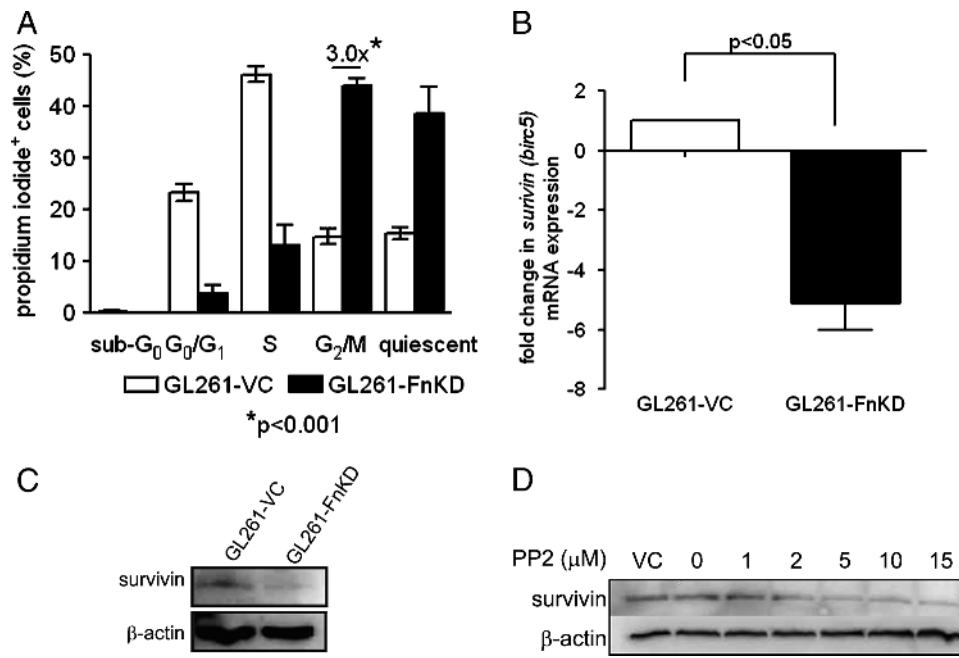 A
propidium iodide⁺ cells (%)
50
40
30
20
10
0
3.0x*
sub-G₀ G₀/G₁ S G₂/M quiescent
GL261-VC GL261-FnKD
*p<0.001
B
p<0.05
fold change in surivin (birc5)
mRNA expression
2
0
-2
-4
-6
-8
GL261-VC GL261-FnKD
C
GL261-VC
GL261-FnKD
survivin
β-actin
D
PP2 (μM) VC 0 1 2 5 10 15
survivin
β-actin